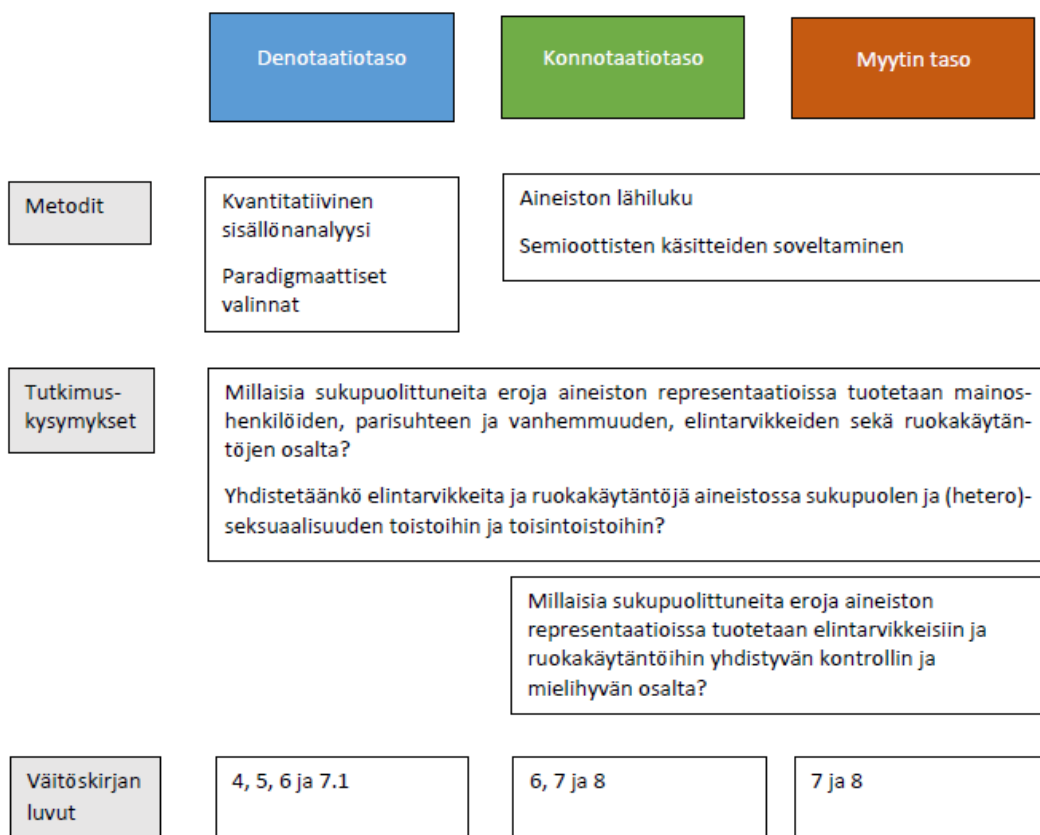 Denotaatiotaso
Konnotaatiotaso
Myytin taso
Metodit
Kvantitatiivinen
sisällönanalyysi
Paradigmaattiset
valinnat
Aineiston lähiluku
Semioottisten käsitteiden soveltaminen
Tutkimus-
kysymykset
Millaisia sukupuolittuneita eroja aineiston representaatioissa tuotetaan mainos-
henkilöiden, parisuhteen ja vanhemmuuden, elintarvikkeiden sekä ruokakäytän-
töjen osalta?
Yhdistetäänkö elintarvikkeita ja ruokakäytäntöjä aineistossa sukupuolen ja (hetero)-
seksuaalisuuden toistoihin ja toisintoistoihin?
Millaisia sukupuolittuneita eroja aineiston
representaatioissa tuotetaan elintarvikkeisiin ja
ruokakäytäntöihin yhdistyvän kontrollin ja
mielihyvän osalta?
Väitöskirjan
luvut
4, 5, 6 ja 7.1
6, 7 ja 8
7 ja 8